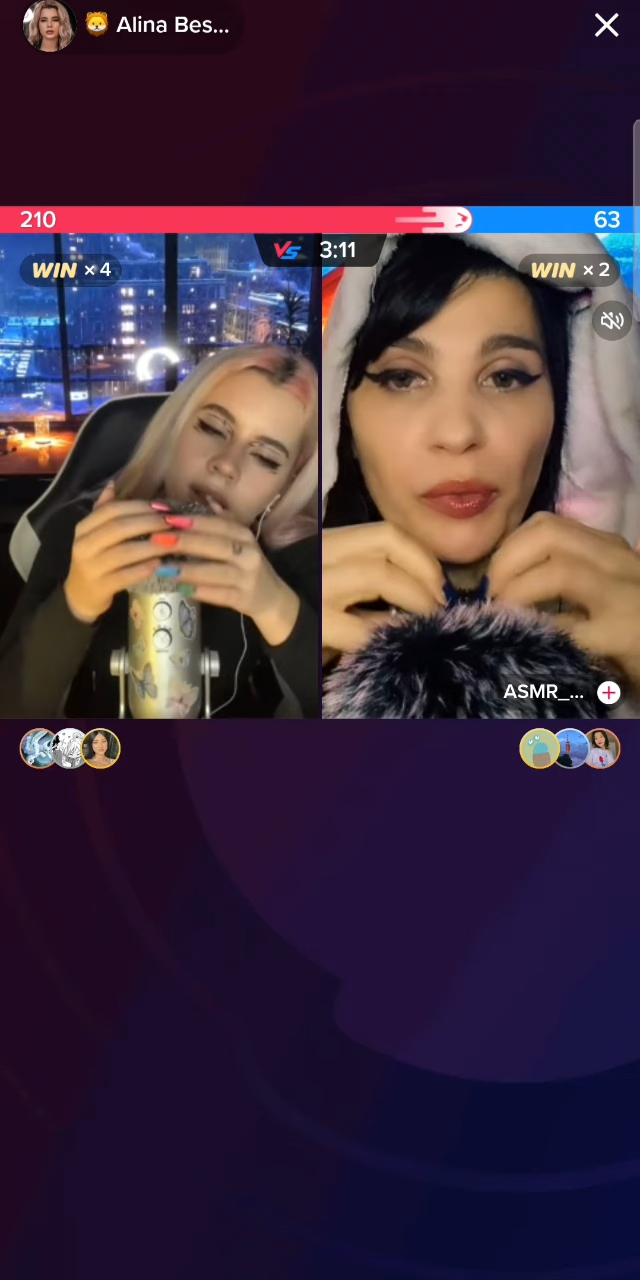 🦁 Alina Bes...
210
63
VS 3:11
WIN × 4
WIN × 2
ASMR_...